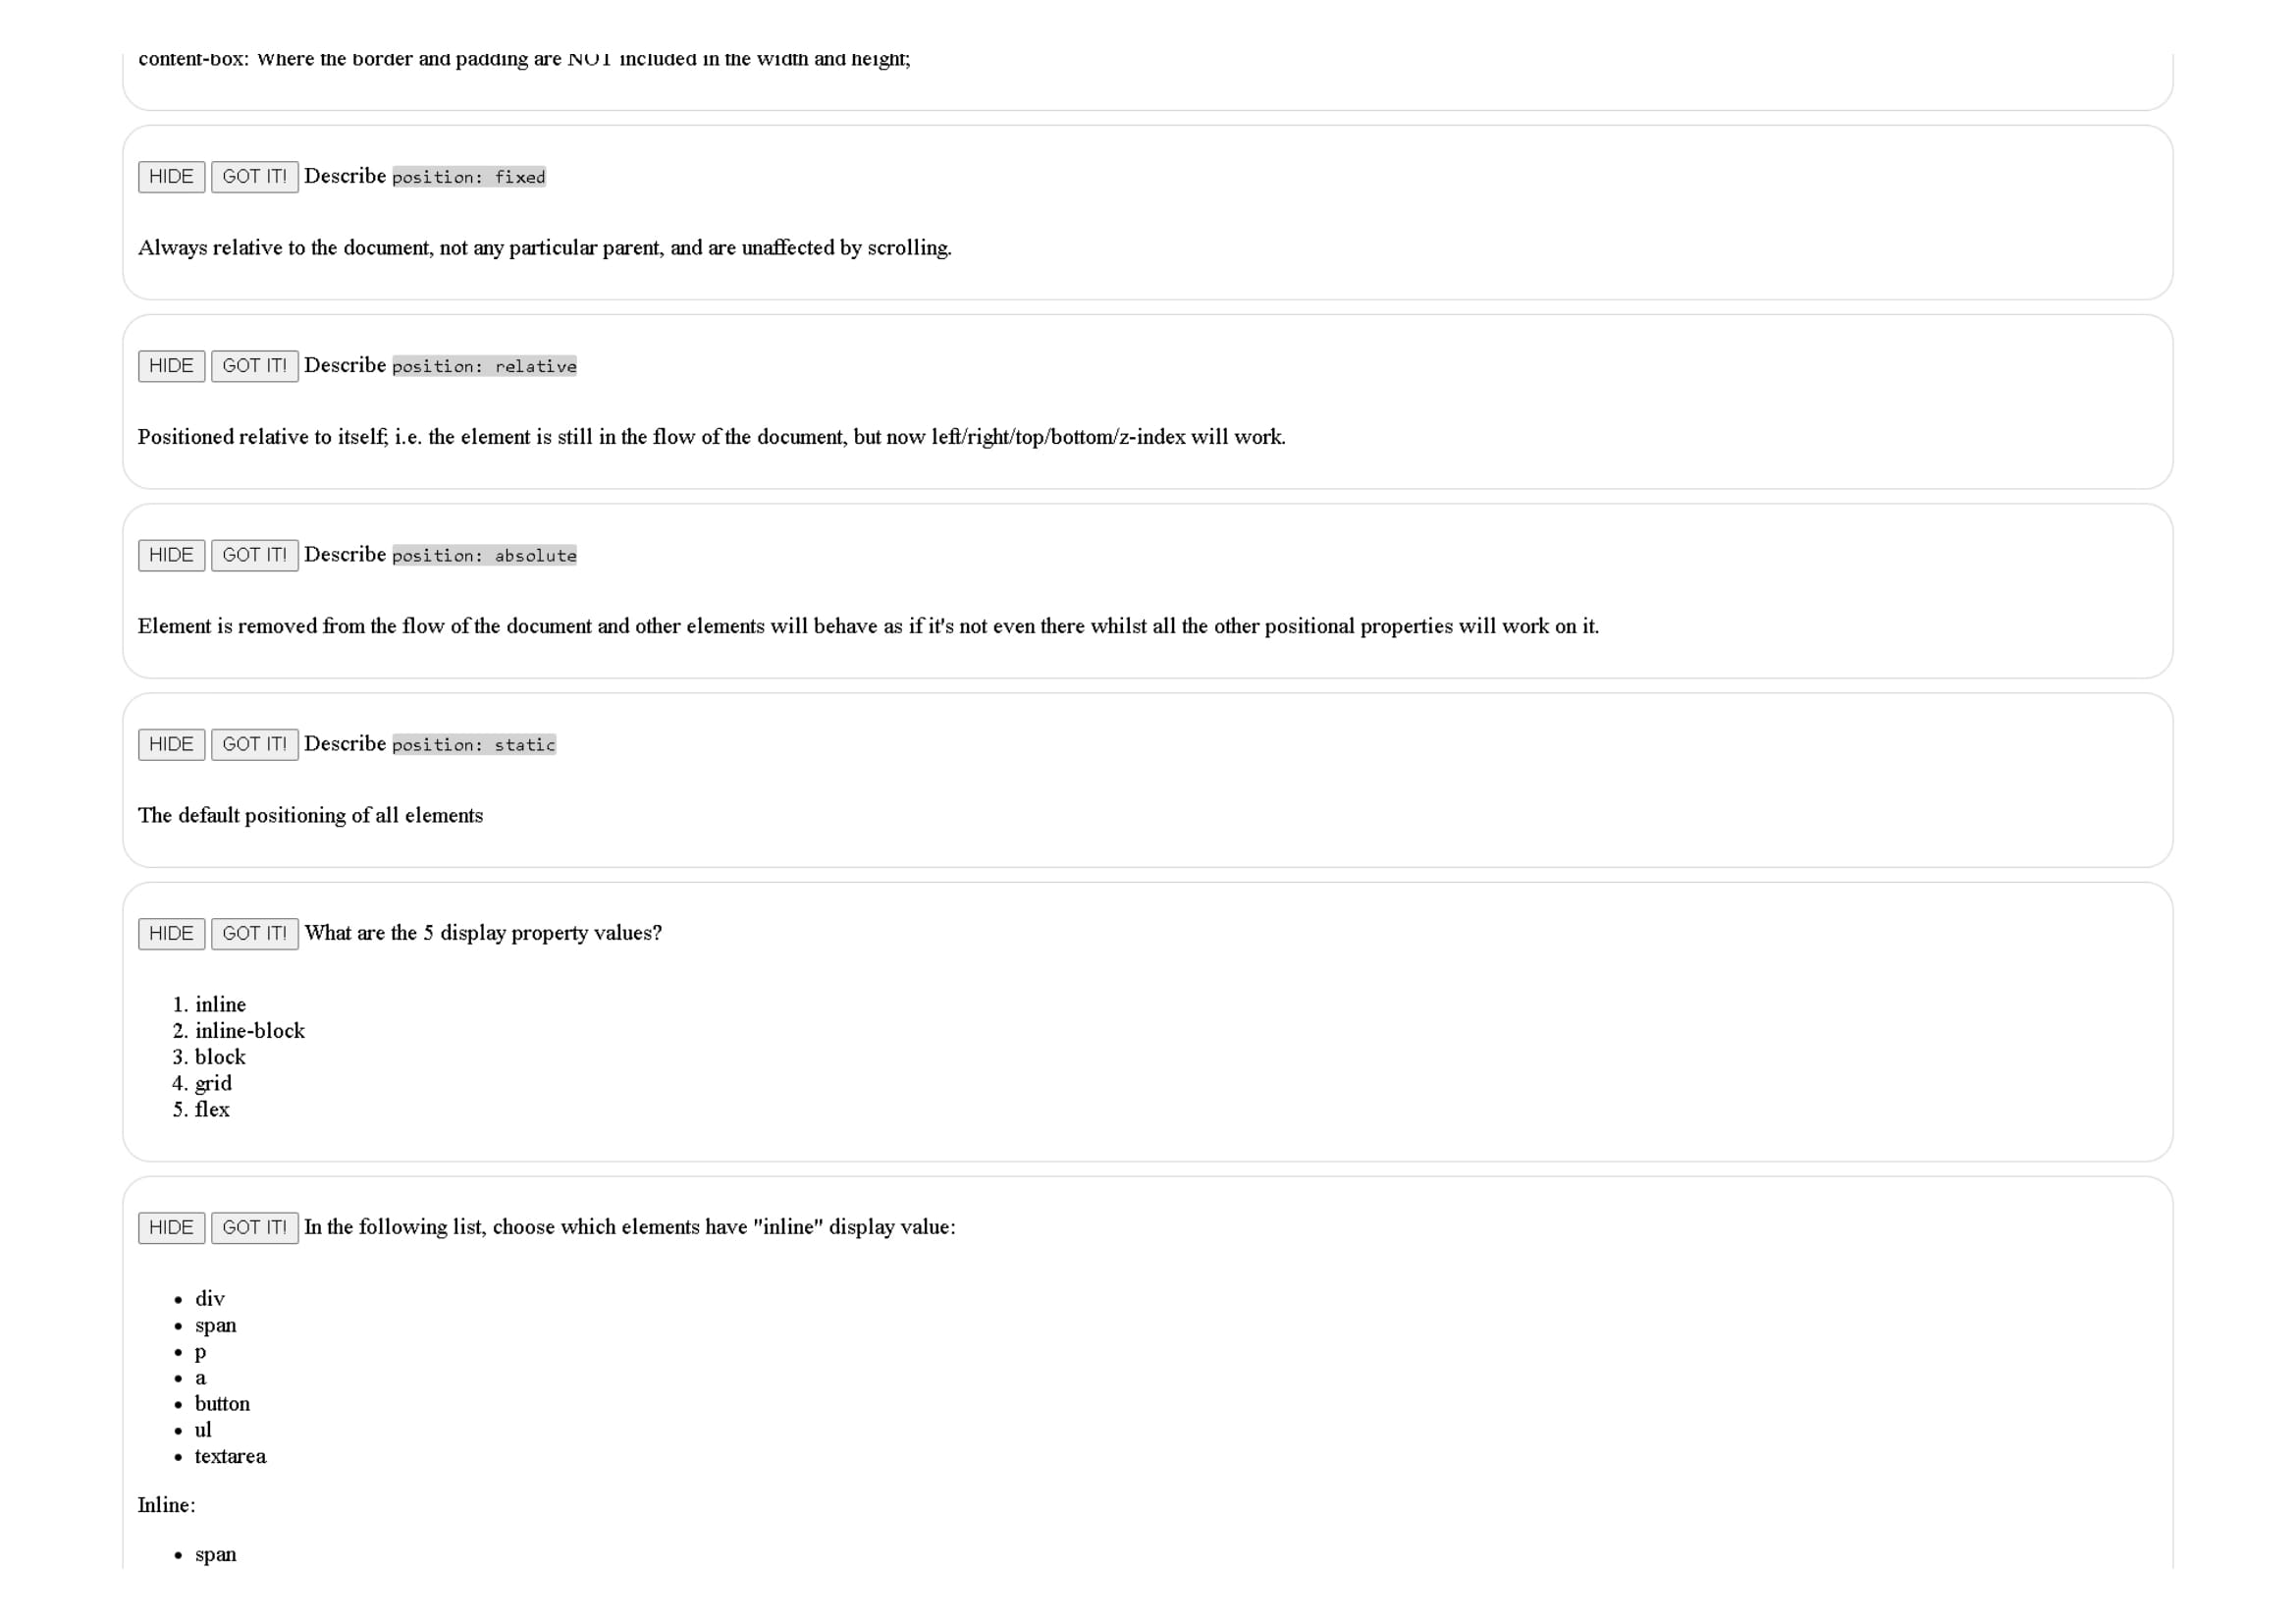 content-box: Where the border and padding are NOT included in the width and height;
HIDE GOT IT! Describe position: fixed
Always relative to the document, not any particular parent, and are unaffected by scrolling.
HIDE GOT IT! Describe position: relative
Positioned relative to itself; i.e. the element is still in the flow of the document, but now left/right/top/bottom/z-index will work.
HIDE GOT IT! Describe position: absolute
Element is removed from the flow of the document and other elements will behave as if it's not even there whilst all the other positional properties will work on it.
HIDE GOT IT! Describe position: static
The default positioning of all elements
HIDE GOT IT! What are the 5 display property values?
1. inline
2. inline-block
3. block
4. grid
5. flex
HIDE GOT IT! In the following list, choose which elements have "inline" display value:
• div
• span
• p
• a
• button
• ul
• textarea
Inline:
• span